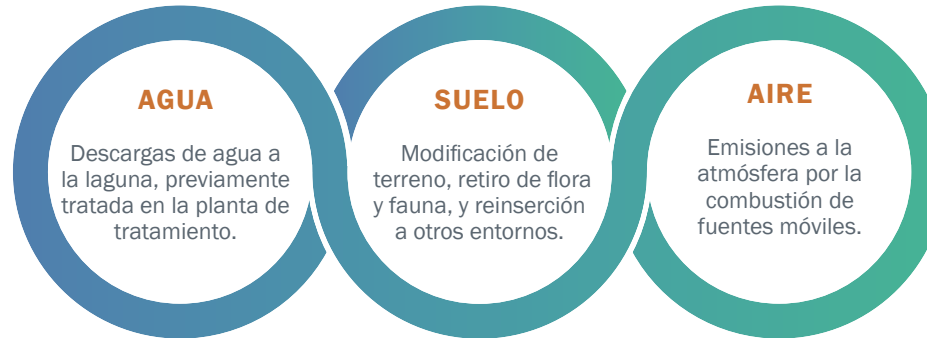 AGUA
Descargas de agua a
la laguna, previamente
tratada en la planta de
tratamiento.
SUELO
Modificación de
terreno, retiro de flora
y fauna, y reinserción
a otros entornos.
AIRE
Emisiones a la
atmósfera por la
combustión de
fuentes móviles.